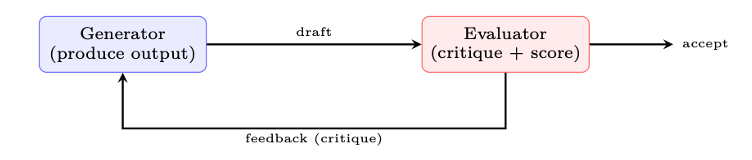 Generator
(produce output)
draft
Evaluator
(critique + score)
accept
feedback (critique)